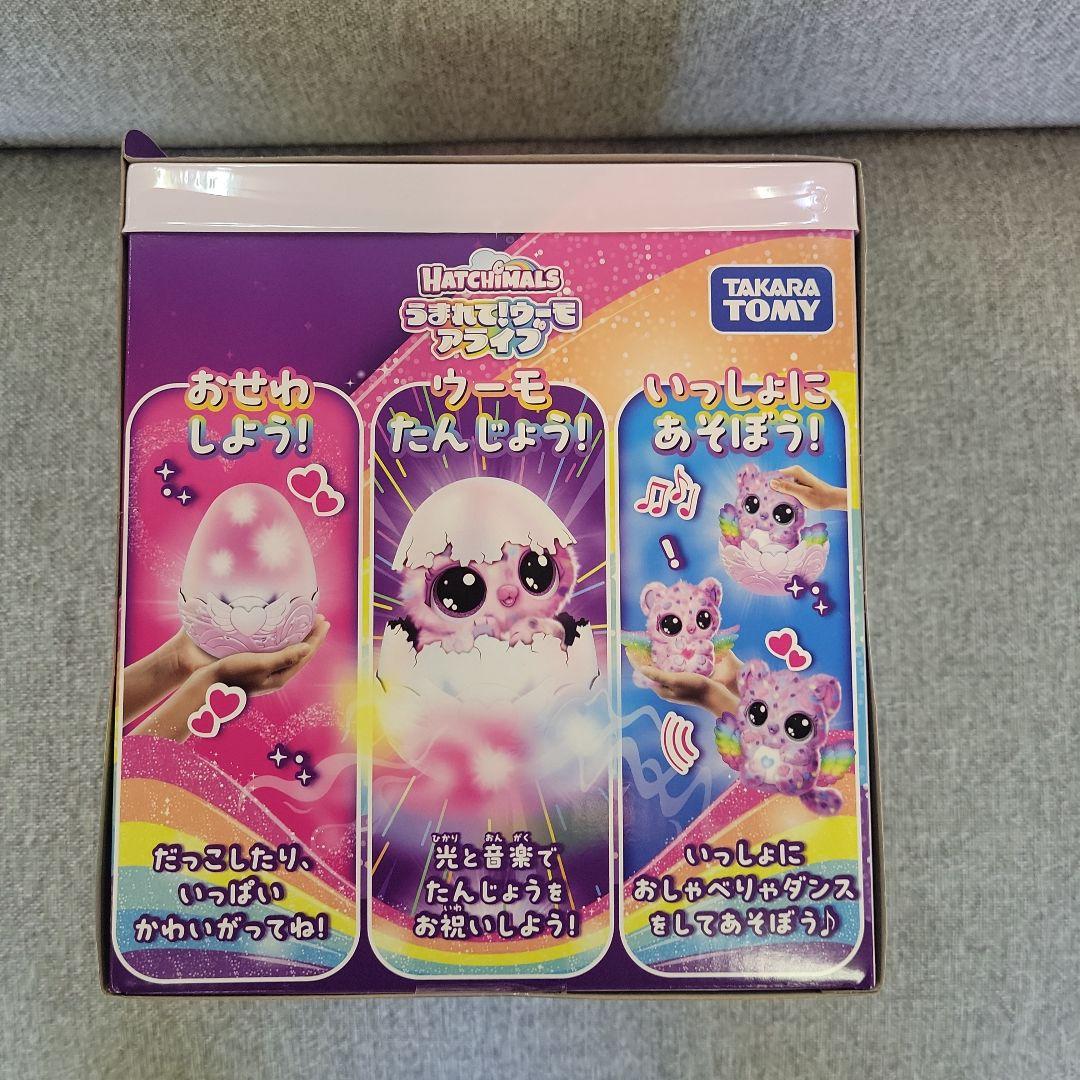 HATCHiMALS
うまれて!ウーモ
アライブ
TAKARA
TOMY
おせわ
しよう!
だっこしたり、
いっぱい
かわいがってね!
ウーモ
たんじょう!
ひかり おん がく
光と音楽で
たんじょうを
いわ
お祝いしよう!
いっしょに
あそぼう!
いっしょに
おしゃべりやダンス
をしてあそぼう♪